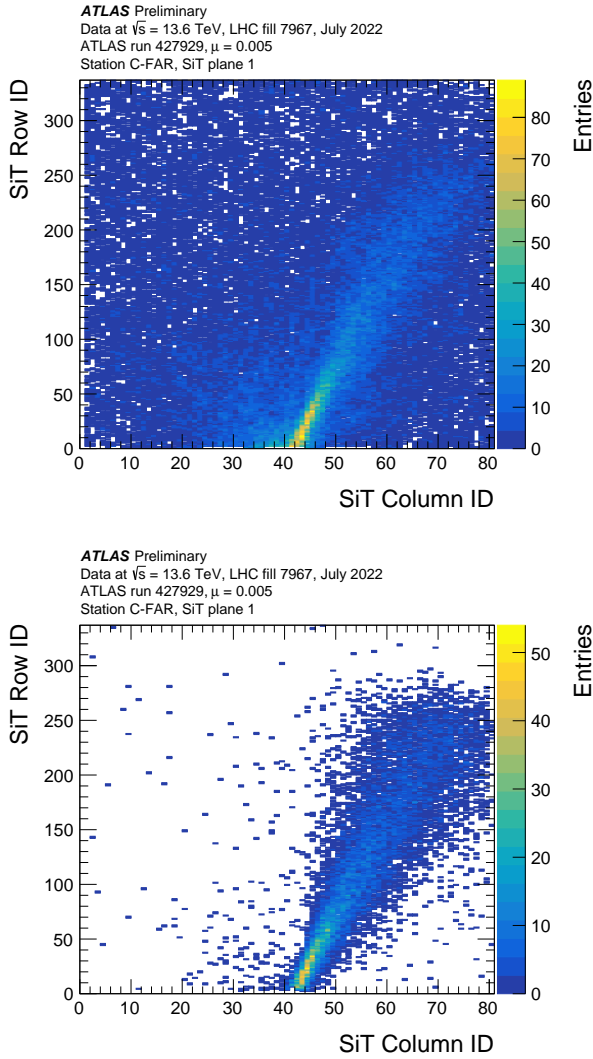 ATLAS Preliminary
Data at √s = 13.6 TeV, LHC fill 7967, July 2022
ATLAS run 427929, μ = 0.005
Station C-FAR, SiT plane 1
SiT Row ID
300
250
200
150
100
50
0
0 10 20 30 40 50 60 70 80
SiT Column ID
Entries
80
70
60
50
40
30
20
10
0
ATLAS Preliminary
Data at √s = 13.6 TeV, LHC fill 7967, July 2022
ATLAS run 427929, μ = 0.005
Station C-FAR, SiT plane 1
SiT Row ID
300
250
200
150
100
50
0
0 10 20 30 40 50 60 70 80
SiT Column ID
Entries
50
40
30
20
10
0